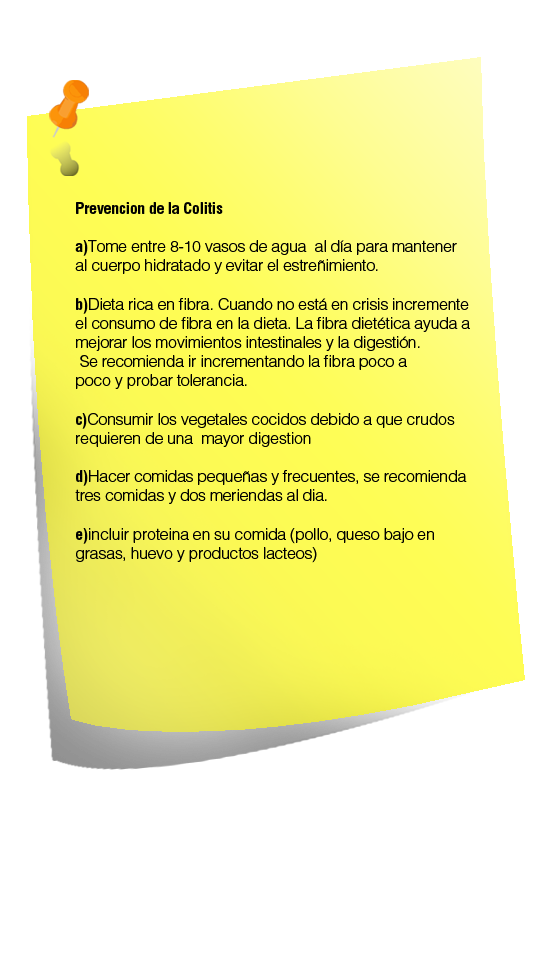 Prevencion de la Colitis
a)Tome entre 8-10 vasos de agua  al día para mantener
al cuerpo hidratado y evitar el estreñimiento.
b)Dieta rica en fibra. Cuando no está en crisis incremente
el consumo de fibra en la dieta. La fibra dietética ayuda a
mejorar los movimientos intestinales y la digestión.
Se recomienda ir incrementando la fibra poco a
poco y probar tolerancia.
c)Consumir los vegetales cocidos debido a que crudos
requieren de una  mayor digestion
d)Hacer comidas pequeñas y frecuentes, se recomienda
tres comidas y dos meriendas al dia.
e)incluir proteina en su comida (pollo, queso bajo en
grasas, huevo y productos lacteos)